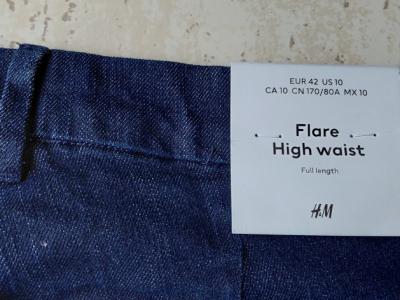 EUR 42 US 10
CA 10 CN 170/80A MX 10
Flare
High waist
Full length
H&M